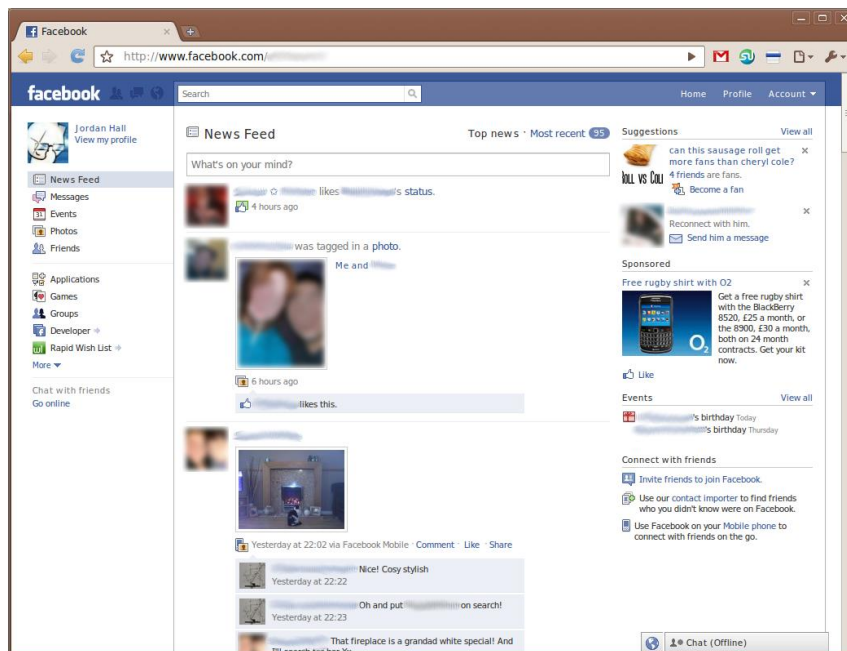 Facebook
http://www.facebook.com/
facebook
Search
Home Profile Account
Jordan Hall
View my profile
News Feed
Messages
31 Events
Photos
Friends
Applications
Games
Groups
Developer
Rapid Wish List
More
Chat with friends
Go online
News Feed
Top news · Most recent 95
What's on your mind?
likes 's status.
4 hours ago
was tagged in a photo.
Me and
6 hours ago
likes this.
Yesterday at 22:02 via Facebook Mobile · Comment · Like · Share
Nice! Cosy stylish
Yesterday at 22:22
Oh and put on search!
Yesterday at 22:23
That fireplace is a grandad white special! And
Suggestions View all
can this sausage roll get
more fans than cheryl cole?
4 friends are fans.
Become a fan
Reconnect with him.
Send him a message
Sponsored
Free rugby shirt with O2
Get a free rugby shirt
with the BlackBerry
8520, £25 a month, or
the 8900, £30 a month,
both on 24 month
contracts. Get your kit
now.
O2
Like
Events View all
's birthday Today
's birthday Thursday
Connect with friends
Invite friends to join Facebook.
Use our contact importer to find friends
who you didn't know were on Facebook.
Use Facebook on your Mobile phone to
connect with friends on the go.
Chat (Offline)